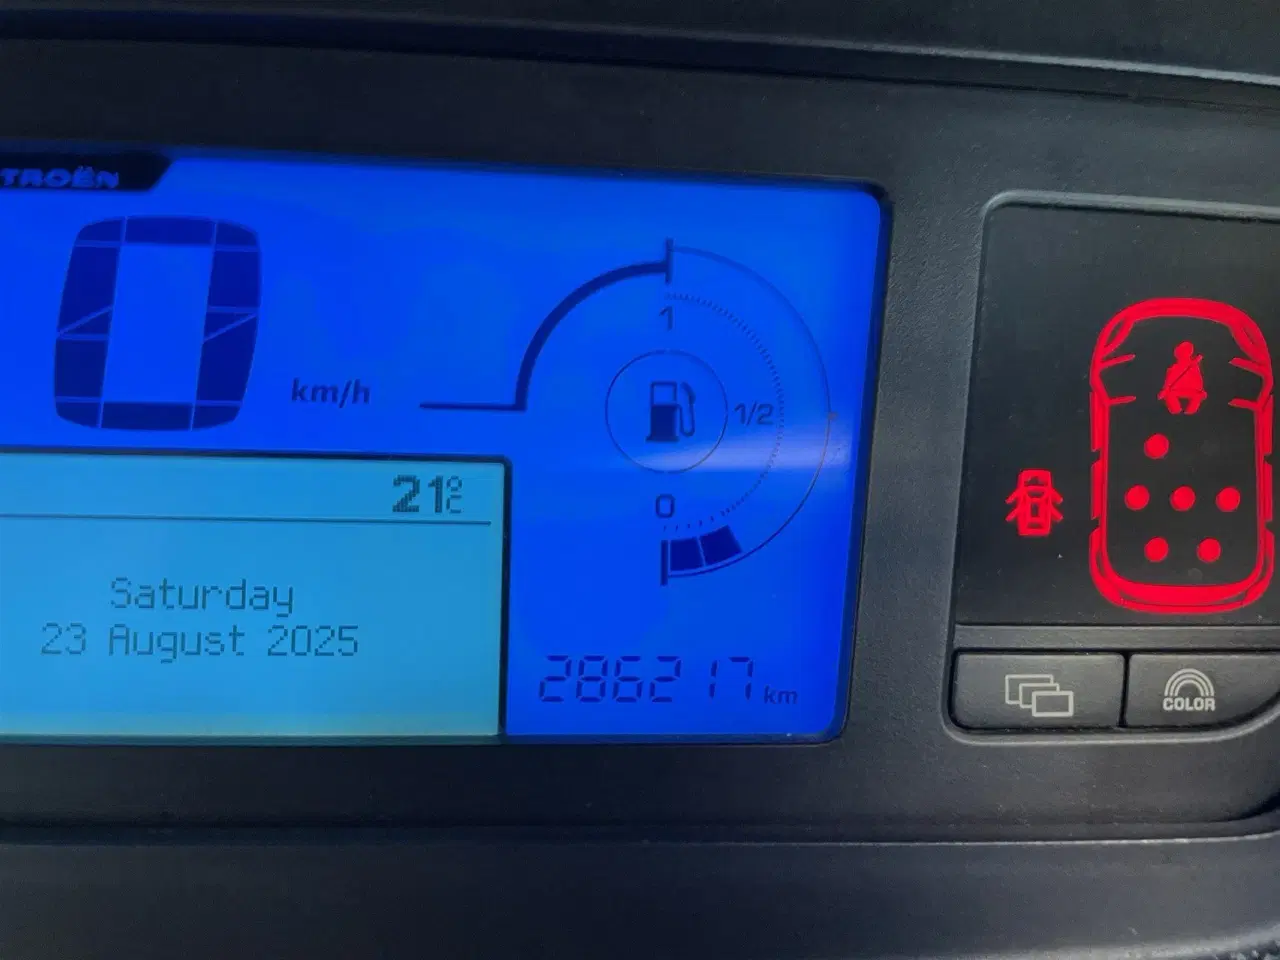 TROËN
0 km/h
1
1/2
0
21°C
Saturday
23 August 2025
286217 km
COLOR